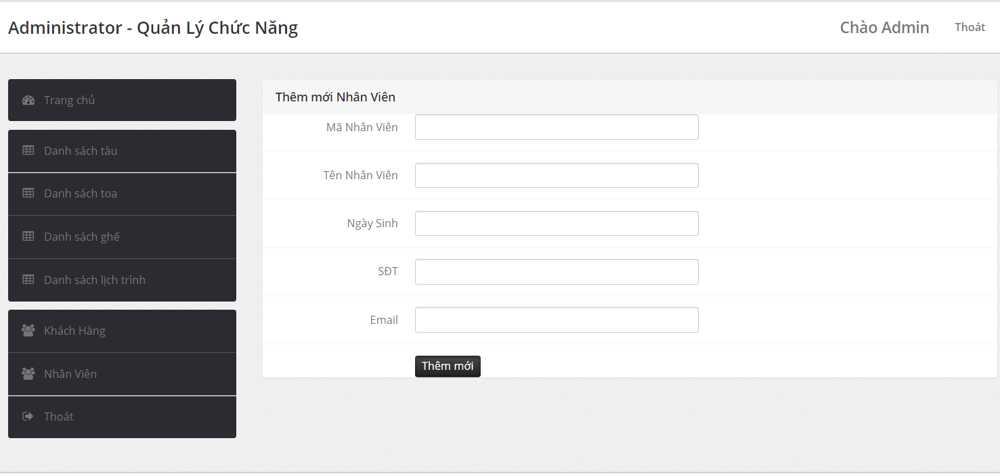 Administrator - Quản Lý Chức Năng
Chào Admin
Thoát
Trang chủ
Danh sách tàu
Danh sách toa
Danh sách ghế
Danh sách lịch trình
Khách Hàng
Nhân Viên
Thoát
Thêm mới Nhân Viên
Mã Nhân Viên
Tên Nhân Viên
Ngày Sinh
SĐT
Email
Thêm mới